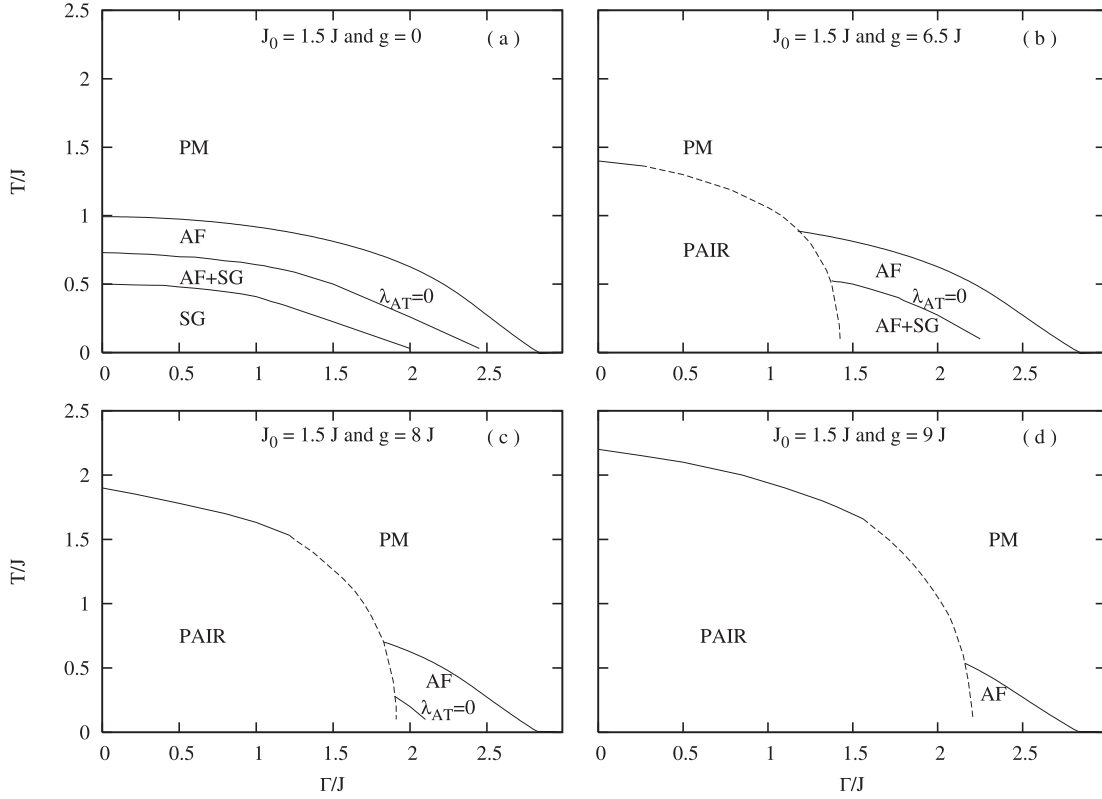 J0 = 1.5 J and g = 0 ( a )
2.5
2
1.5
1
0.5
0
T/J
PM
AF
AF+SG
SG
λAT=0
0 0.5 1 1.5 2 2.5
J0 = 1.5 J and g = 6.5 J ( b )
PM
PAIR
AF
λAT=0
AF+SG
0 0.5 1 1.5 2 2.5
J0 = 1.5 J and g = 8 J ( c )
2.5
2
1.5
1
0.5
0
T/J
PM
PAIR
AF
λAT=0
0 0.5 1 1.5 2 2.5
Γ/J
J0 = 1.5 J and g = 9 J ( d )
PM
PAIR
AF
0 0.5 1 1.5 2 2.5
Γ/J